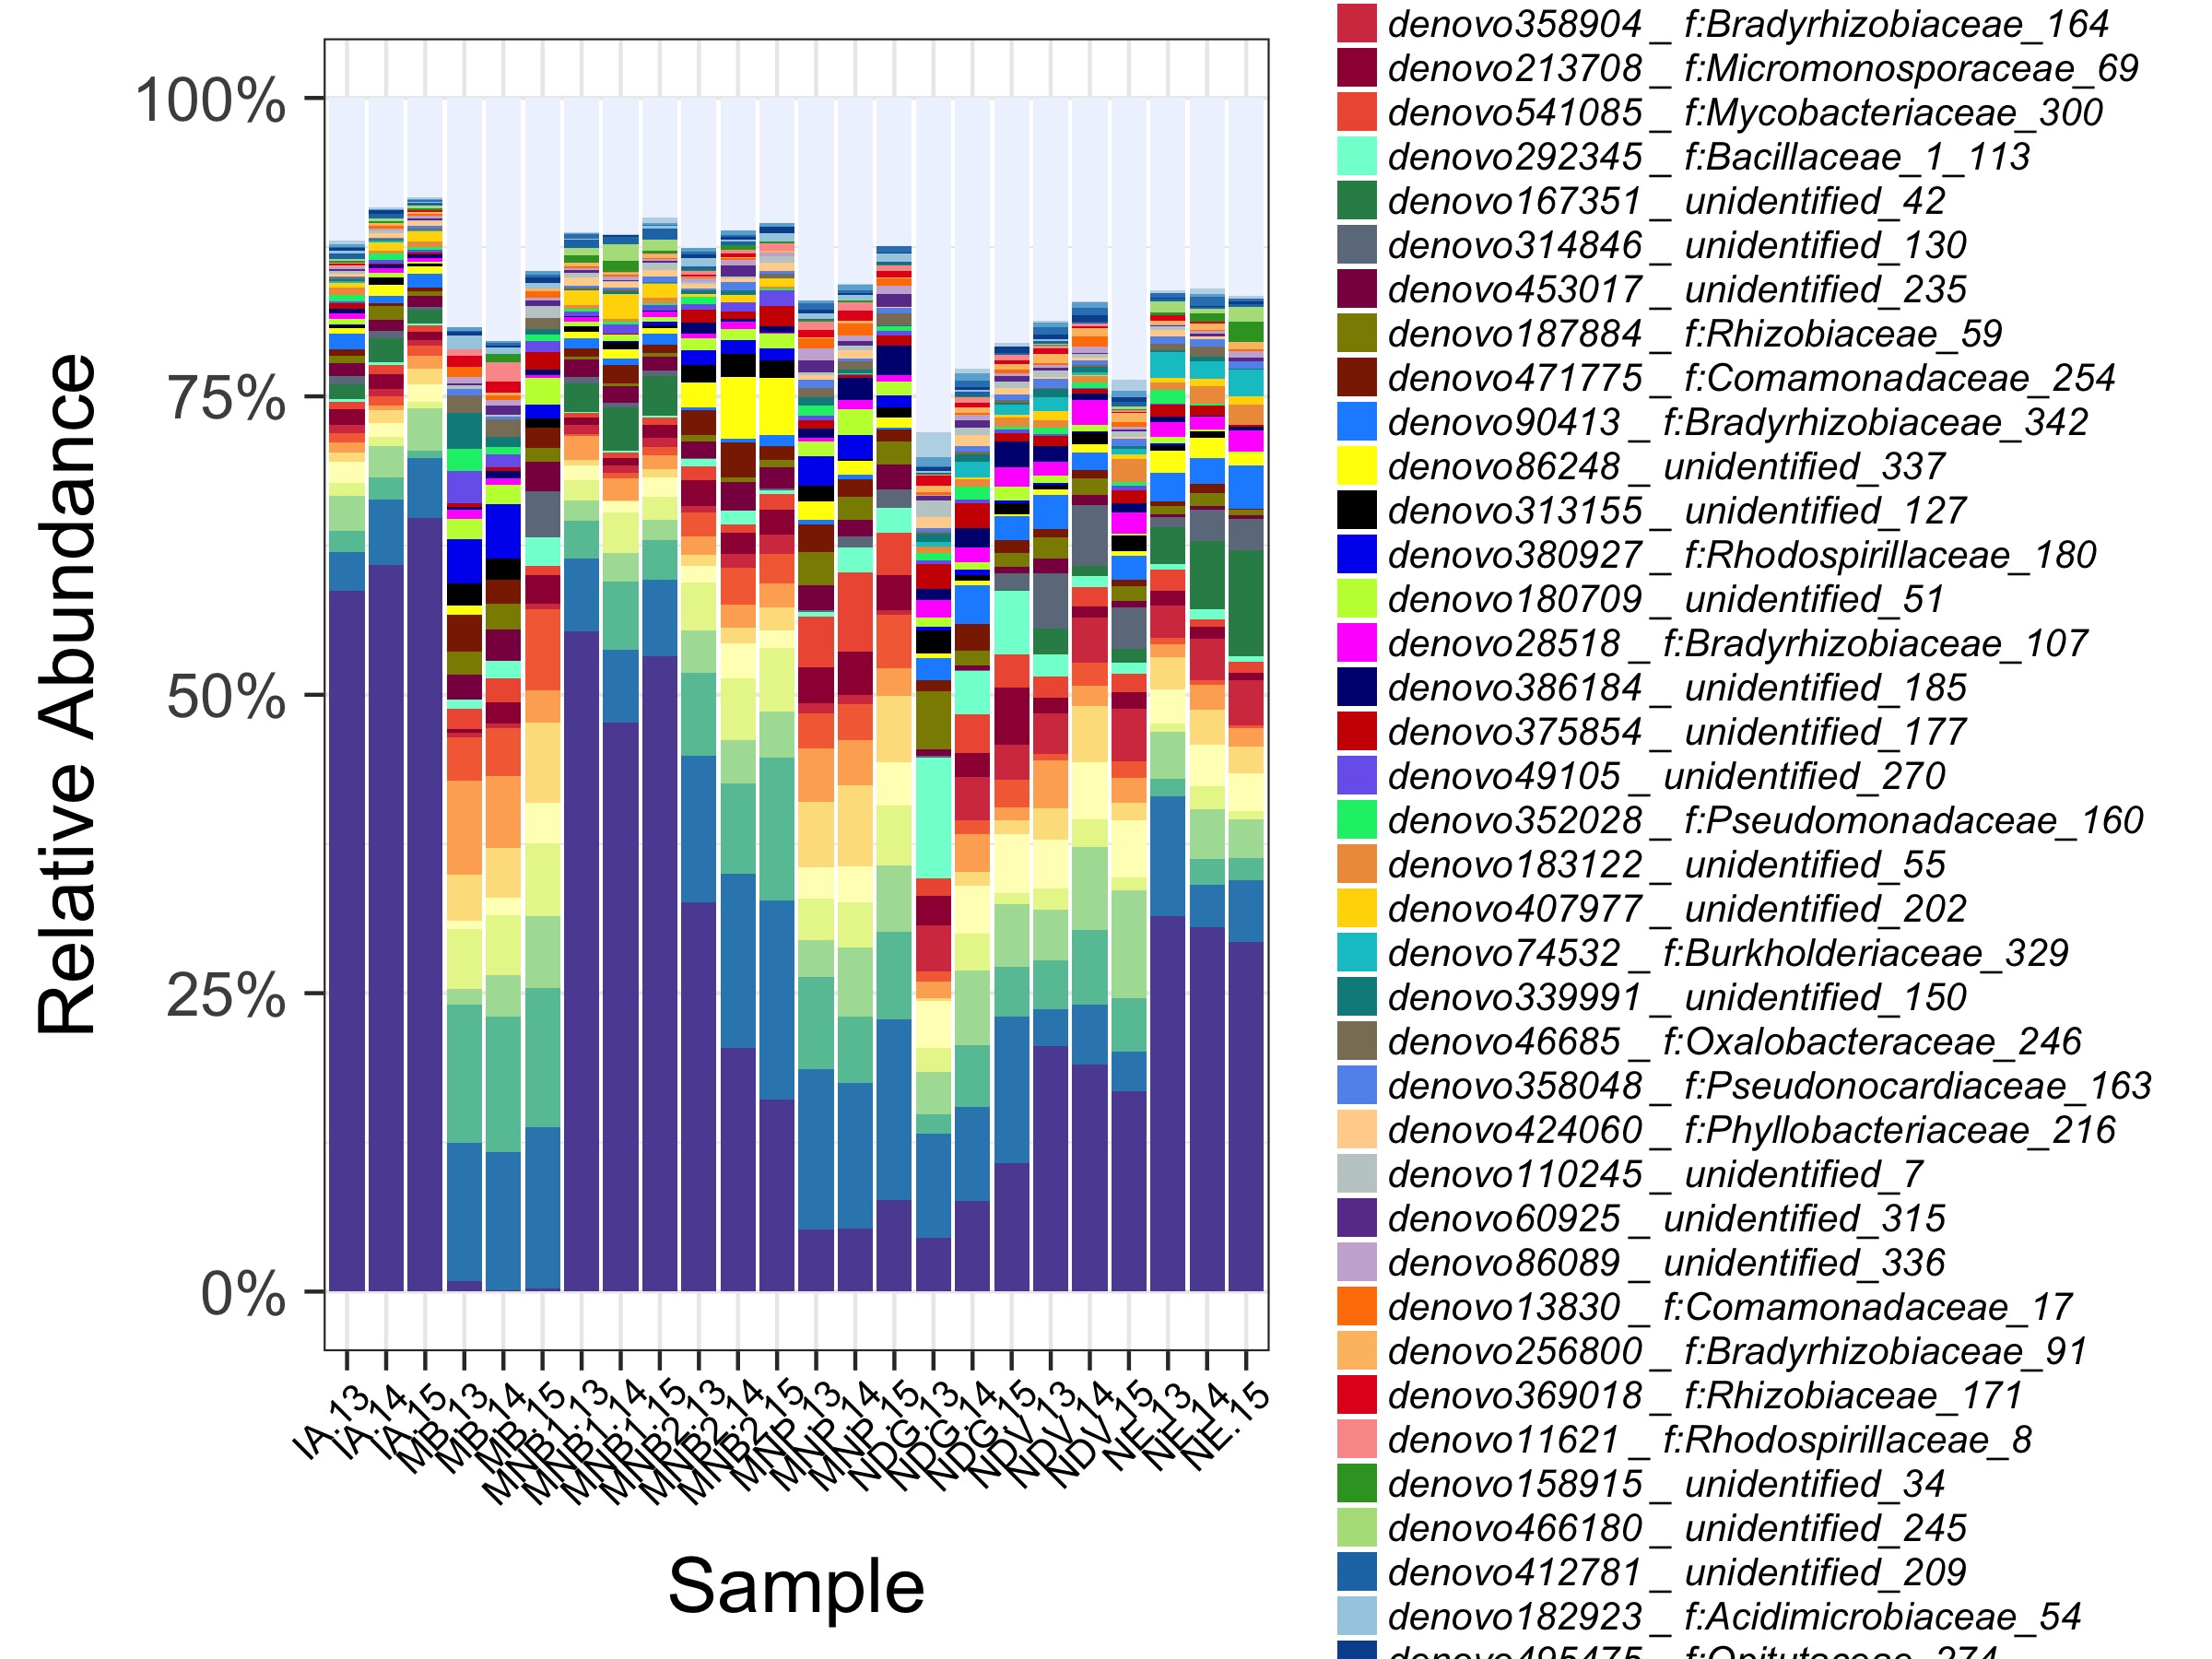 Relative Abundance
100%
75%
50%
25%
0%
IA.13
IA.14
IA.15
MB.13
MB.14
MB.15
MNB1.13
MNB1.14
MNB1.15
MNB2.13
MNB2.14
MNB2.15
MNP.13
MNP.14
MNP.15
NDG.13
NDG.14
NDG.15
NDV.13
NDV.14
NDV.15
NE.13
NE.14
NE.15
Sample
denovo358904 _ f:Bradyrhizobiaceae_164
denovo213708 _ f:Micromonosporaceae_69
denovo541085 _ f:Mycobacteriaceae_300
denovo292345 _ f:Bacillaceae_1_113
denovo167351 _ unidentified_42
denovo314846 _ unidentified_130
denovo453017 _ unidentified_235
denovo187884 _ f:Rhizobiaceae_59
denovo471775 _ f:Comamonadaceae_254
denovo90413 _ f:Bradyrhizobiaceae_342
denovo86248 _ unidentified_337
denovo313155 _ unidentified_127
denovo380927 _ f:Rhodospirillaceae_180
denovo180709 _ unidentified_51
denovo28518 _ f:Bradyrhizobiaceae_107
denovo386184 _ unidentified_185
denovo375854 _ unidentified_177
denovo49105 _ unidentified_270
denovo352028 _ f:Pseudomonadaceae_160
denovo183122 _ unidentified_55
denovo407977 _ unidentified_202
denovo74532 _ f:Burkholderiaceae_329
denovo339991 _ unidentified_150
denovo46685 _ f:Oxalobacteraceae_246
denovo358048 _ f:Pseudonocardiaceae_163
denovo424060 _ f:Phyllobacteriaceae_216
denovo110245 _ unidentified_7
denovo60925 _ unidentified_315
denovo86089 _ unidentified_336
denovo13830 _ f:Comamonadaceae_17
denovo256800 _ f:Bradyrhizobiaceae_91
denovo369018 _ f:Rhizobiaceae_171
denovo11621 _ f:Rhodospirillaceae_8
denovo158915 _ unidentified_34
denovo466180 _ unidentified_245
denovo412781 _ unidentified_209
denovo182923 _ f:Acidimicrobiaceae_54
denovo495475 _ f:Opitutaceae_274